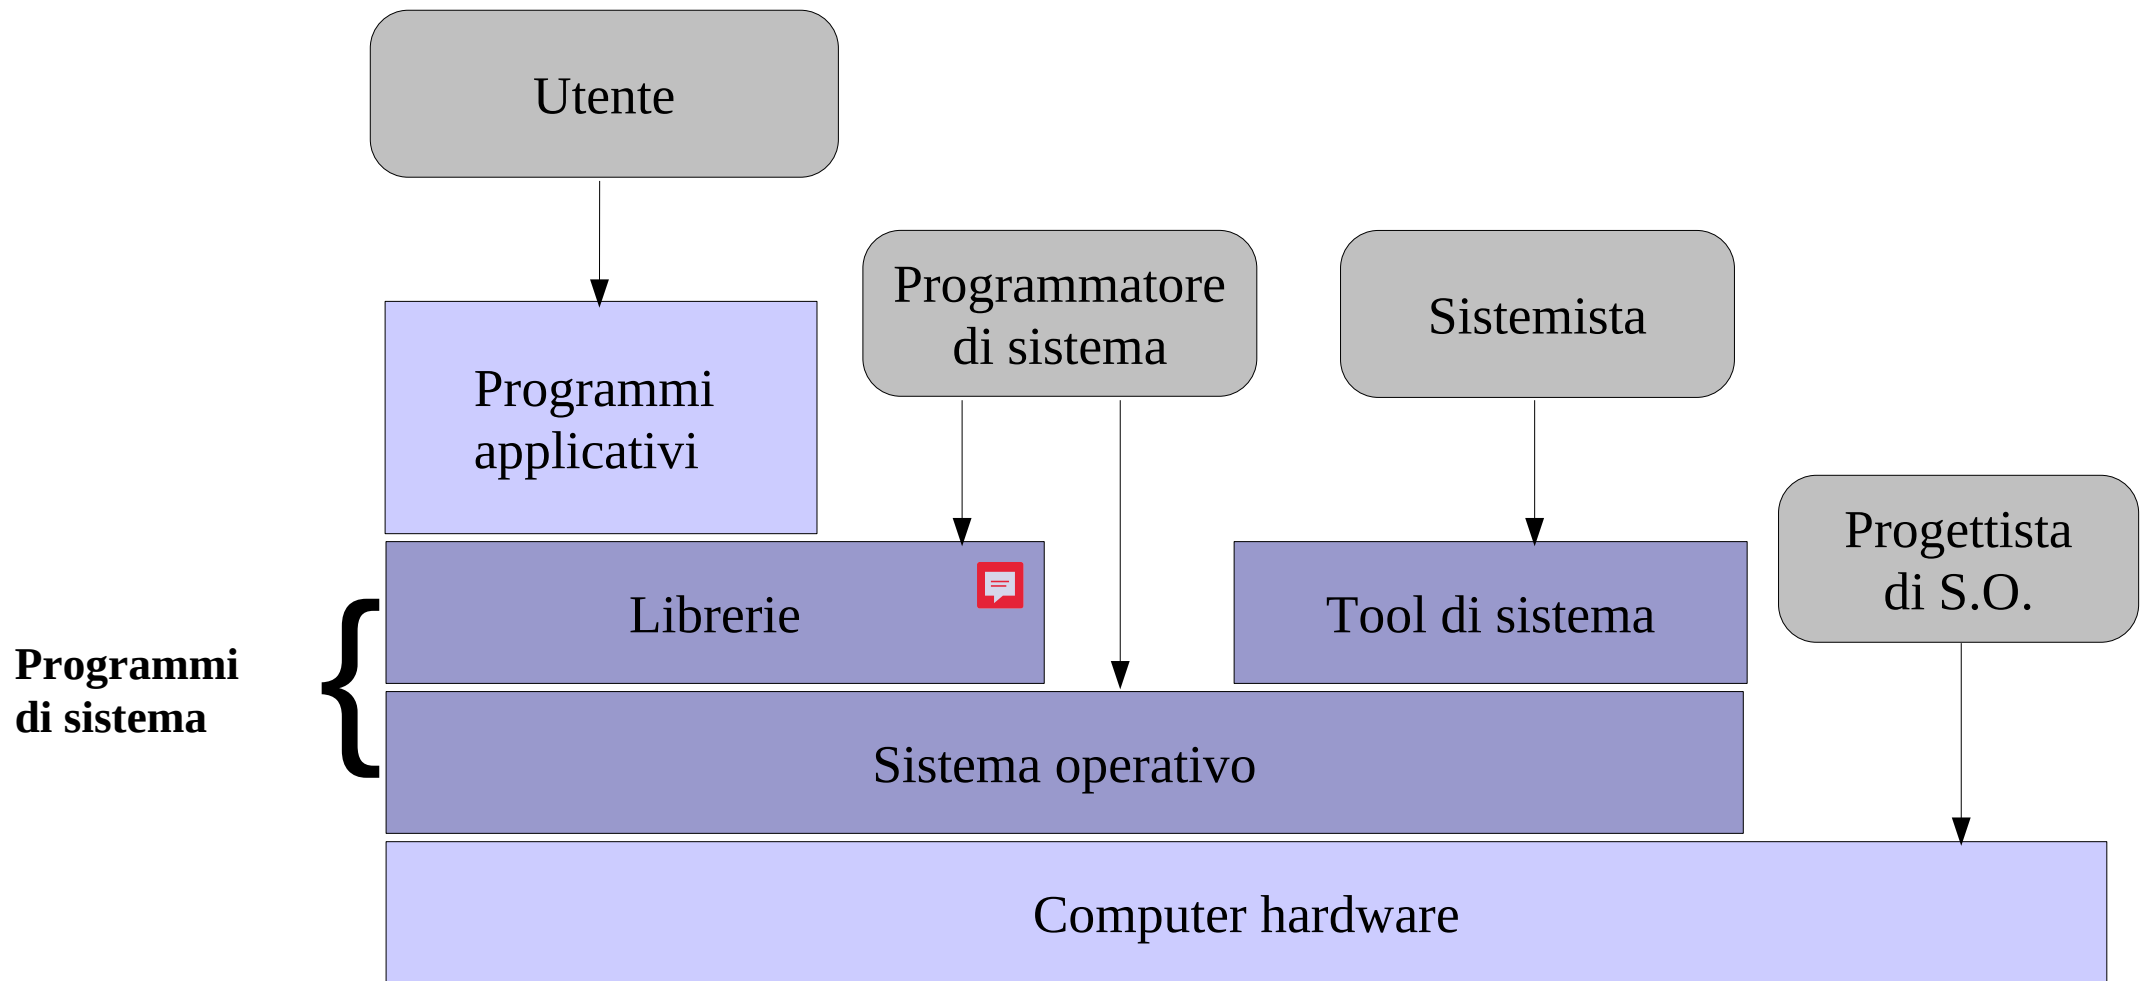 Utente
Programmatore
di sistema
Sistemista
Programmi
applicativi
Progettista
di S.O.
Librerie
Tool di sistema
Programmi
di sistema
{
Sistema operativo
Computer hardware